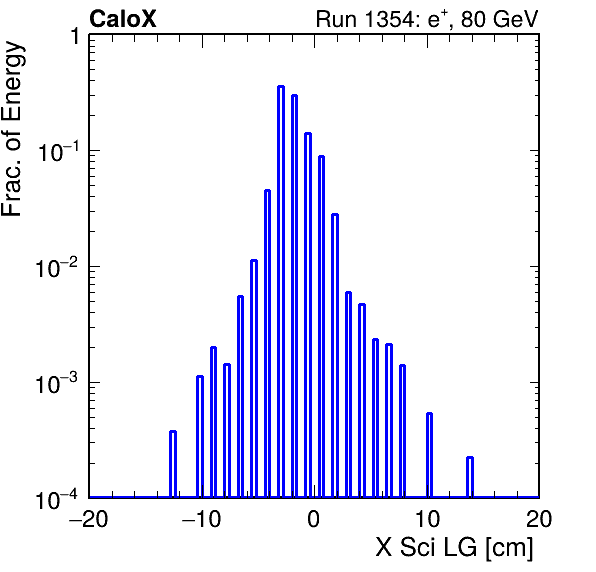 CaloX Run 1354: e⁺, 80 GeV
Frac. of Energy
1
10⁻¹
10⁻²
10⁻³
10⁻⁴
−20 −10 0 10 20
X Sci LG [cm]